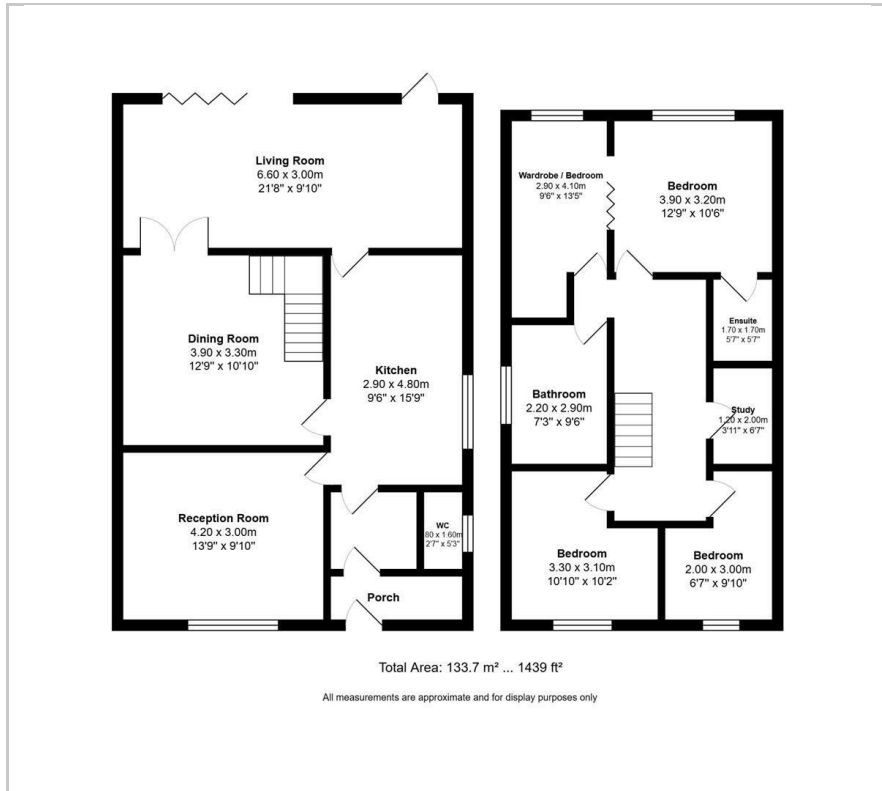 Living Room
6.60 x 3.00m
21'8" x 9'10"
Dining Room
3.90 x 3.30m
12'9" x 10'10"
Kitchen
2.90 x 4.80m
9'6" x 15'9"
Reception Room
4.20 x 3.00m
13'9" x 9'10"
WC
80 x 1.60m
2'7" x 5'3"
Porch
Wardrobe / Bedroom
2.90 x 4.10m
9'6" x 13'5"
Bedroom
3.90 x 3.20m
12'9" x 10'6"
Ensuite
1.70 x 1.70m
5'7" x 5'7"
Bathroom
2.20 x 2.90m
7'3" x 9'6"
Study
1.20 x 2.00m
3'11" x 6'7"
Bedroom
3.30 x 3.10m
10'10" x 10'2"
Bedroom
2.00 x 3.00m
6'7" x 9'10"
Total Area: 133.7 m² ... 1439 ft²
All measurements are approximate and for display purposes only